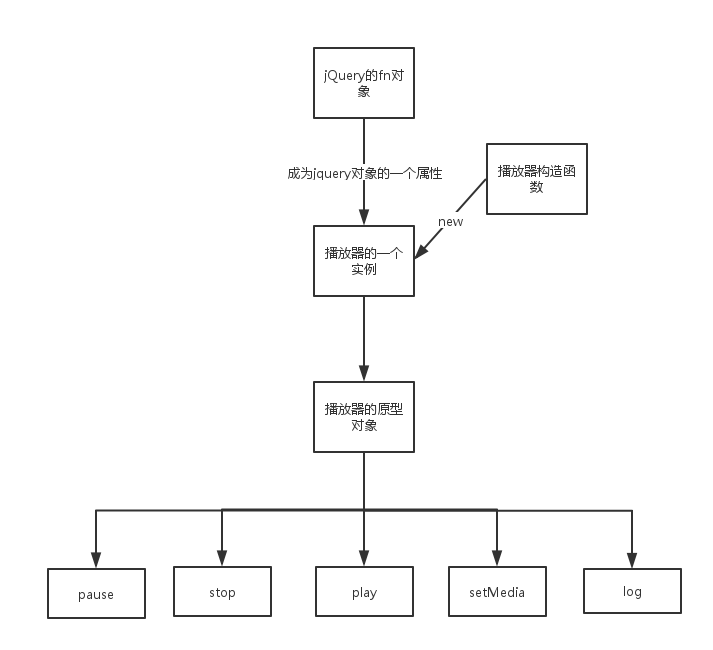 jQuery的fn对
象
成为jquery对象的一个属性
播放器构造函
数
new
播放器的一个
实例
播放器的原型
对象
pause
stop
play
setMedia
log